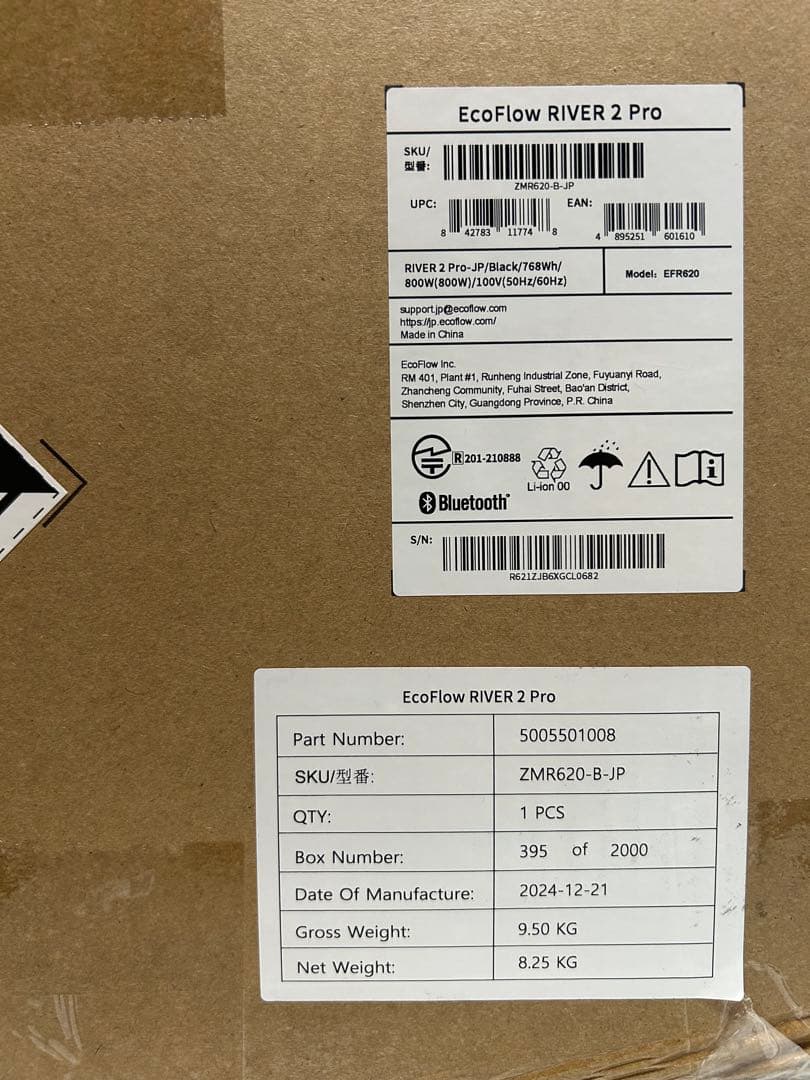 EcoFlow RIVER 2 Pro
SKU/
型番:
ZMR620-B-JP
UPC:
8 42783 11774 8
EAN:
4 895251 601610
RIVER 2 Pro-JP/Black/768Wh/
800W(800W)/100V(50Hz/60Hz)
Model: EFR620
support.jp@ecoflow.com
https://jp.ecoflow.com/
Made in China
EcoFlow Inc.
RM 401, Plant #1, Runheng Industrial Zone, Fuyuanyi Road,
Zhancheng Community, Fuhai Street, Bao'an District,
Shenzhen City, Guangdong Province, P.R. China
R 201-210888
Li-ion 00
Bluetooth
S/N:
R621ZJB6XGCL0682
EcoFlow RIVER 2 Pro
Part Number: 5005501008
SKU/型番: ZMR620-B-JP
QTY: 1 PCS
Box Number: 395 of 2000
Date Of Manufacture: 2024-12-21
Gross Weight: 9.50 KG
Net Weight: 8.25 KG